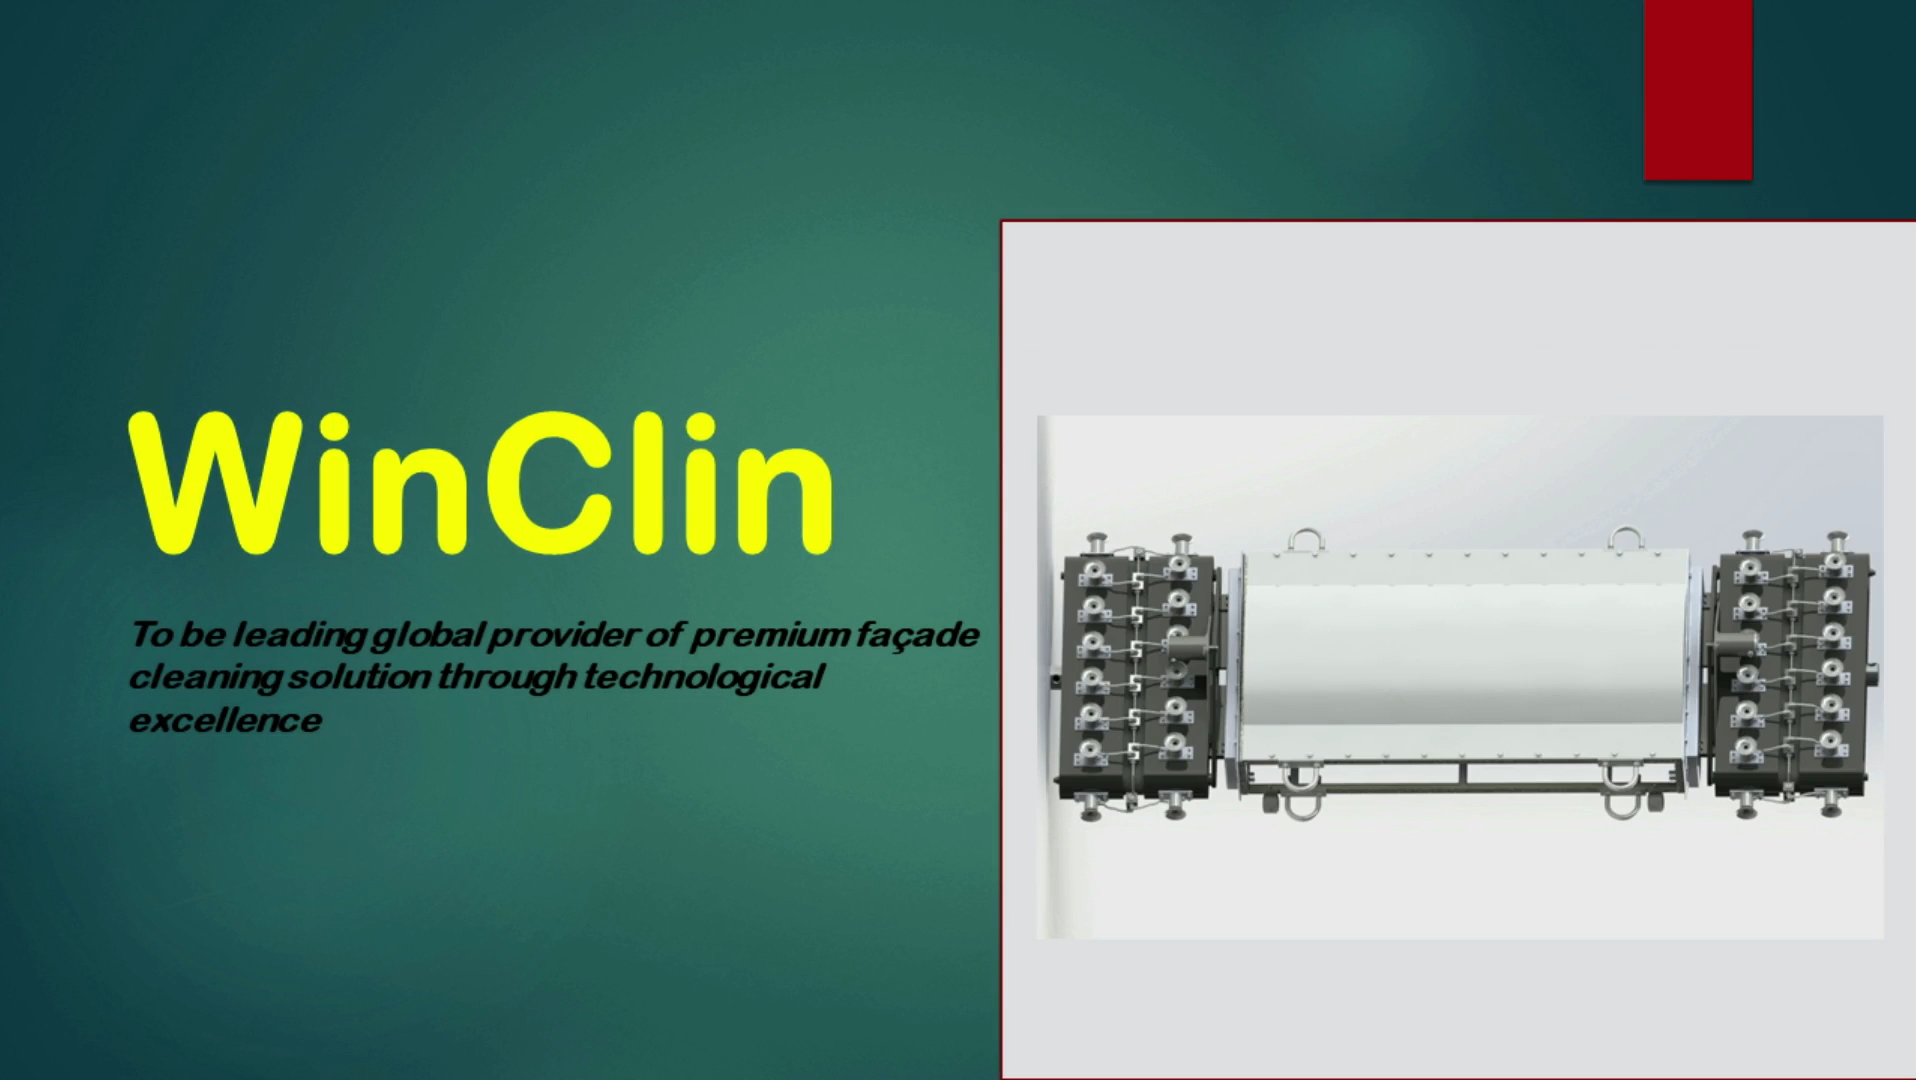 WinClin
To be leading global provider of premium façade
cleaning solution through technological
excellence